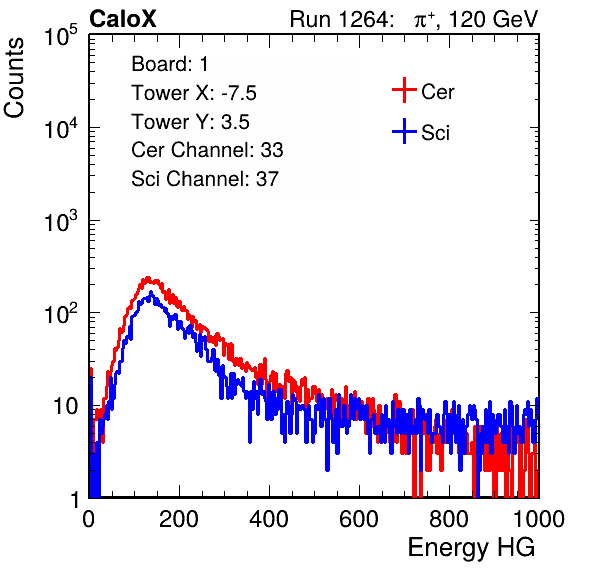 CaloX Run 1264: π⁺, 120 GeV
Counts
10⁵
10⁴
10³
10²
10
1
Board: 1
Tower X: -7.5
Tower Y: 3.5
Cer Channel: 33
Sci Channel: 37
Cer
Sci
0 200 400 600 800 1000
Energy HG